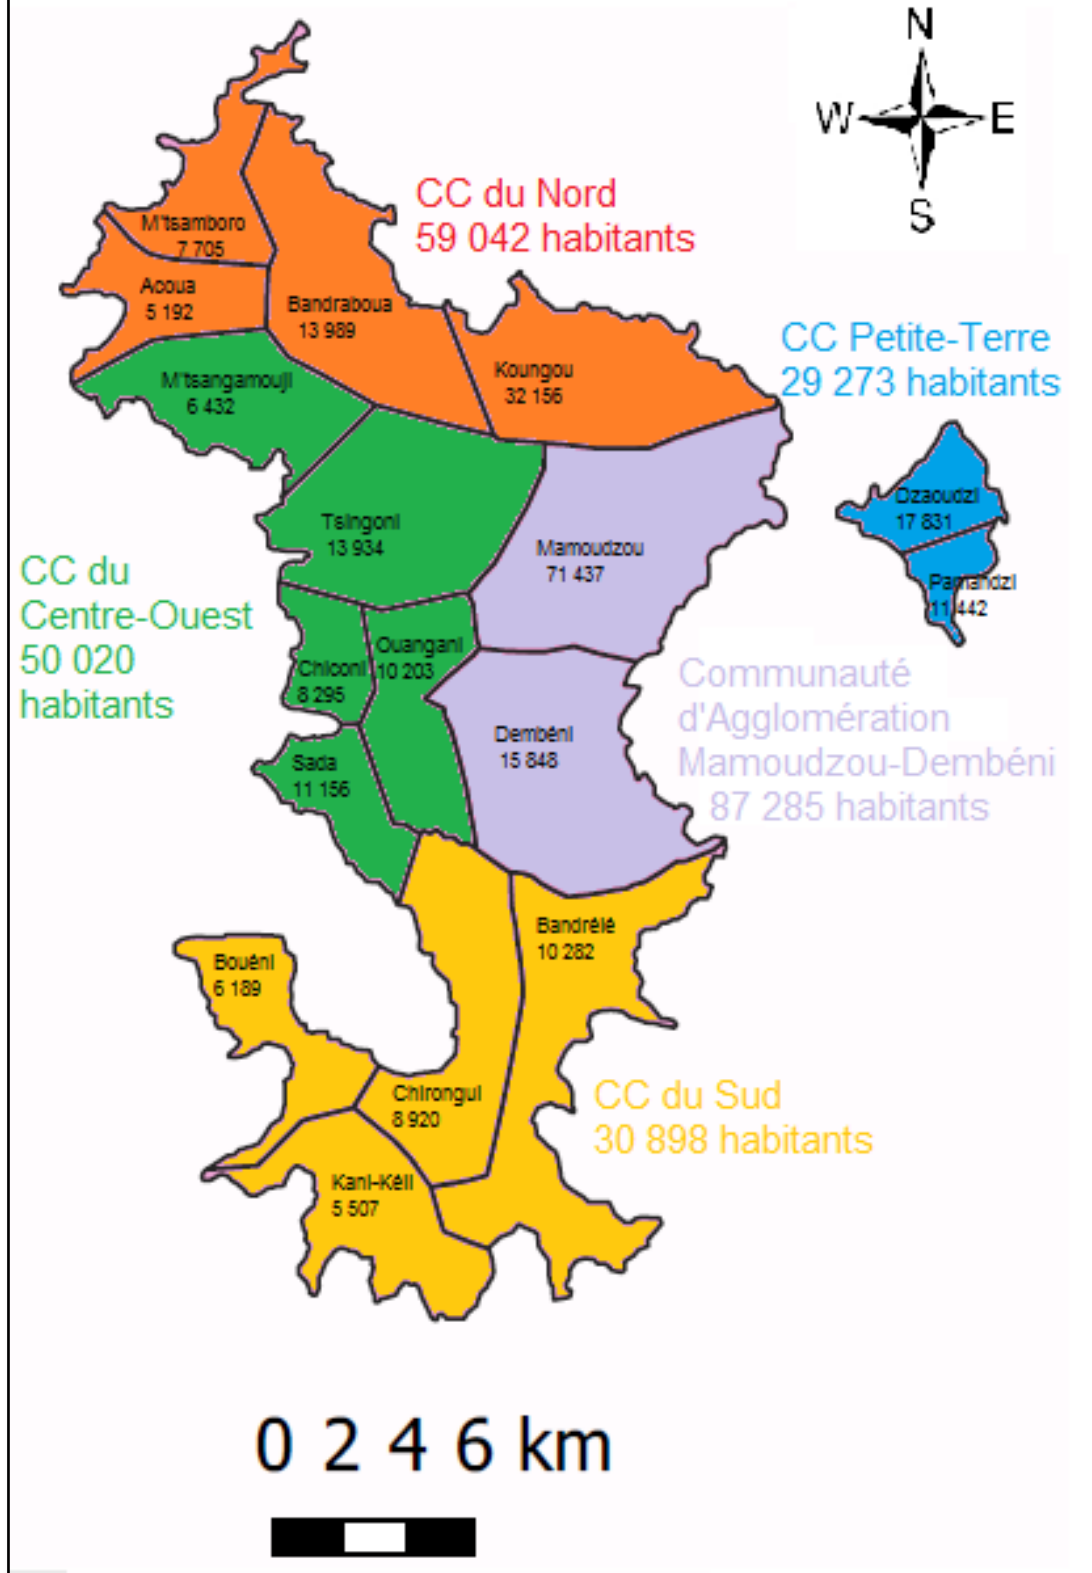 N
W E
S
CC du Nord
59 042 habitants
M'tsamboro
7 705
Acoua
5 192
Bandraboua
13 989
Koungou
32 156
CC Petite-Terre
29 273 habitants
M'tsangamouji
6 432
Dzaoudzi
17 831
Tsingoni
13 934
Mamoudzou
71 437
Pamandzi
11 442
CC du
Centre-Ouest
50 020
habitants
Ouangani
10 203
Chiconi
8 295
Communauté
d'Agglomération
Mamoudzou-Dembéni
87 285 habitants
Dembéni
15 848
Sada
11 156
Bandrélé
10 282
Bouéni
6 189
Chirongui
8 920
CC du Sud
30 898 habitants
Kani-Kéli
5 507
0 2 4 6 km